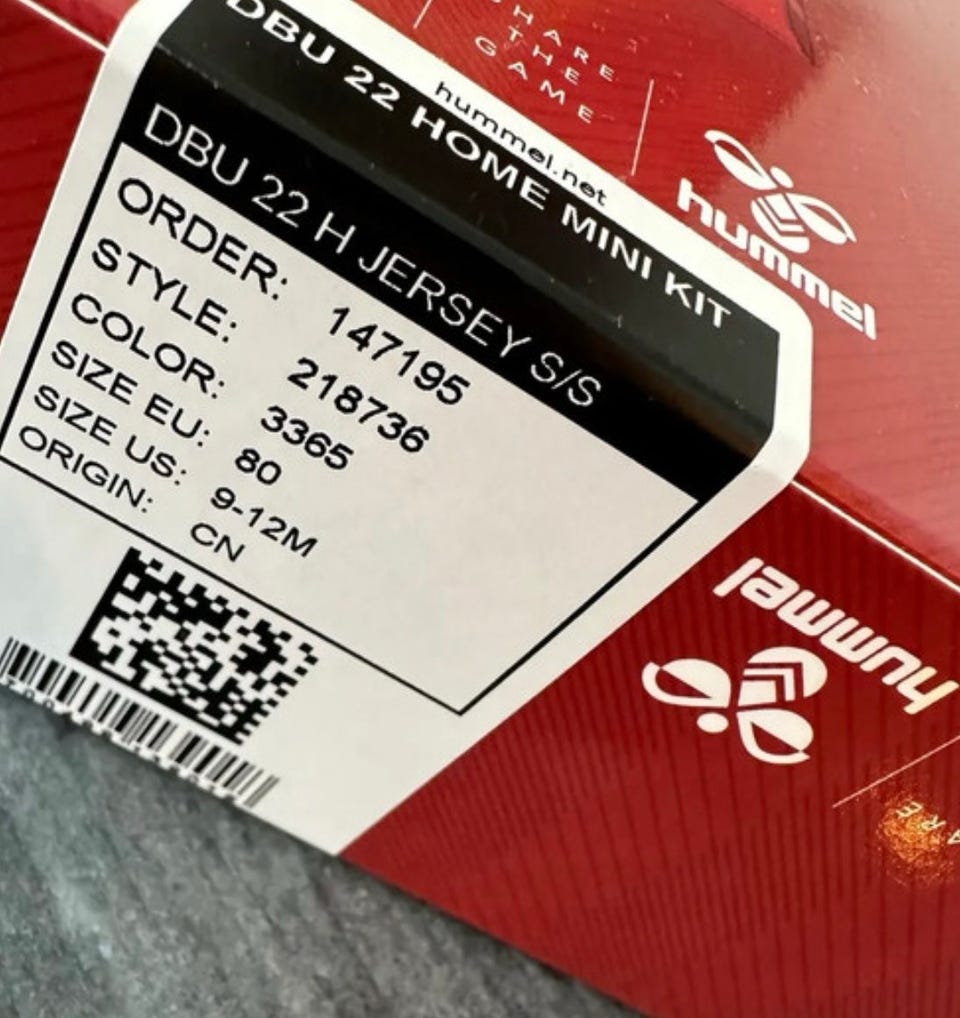 SHARE
THE
GAME
hummel
hummel.net
DBU 22 HOME MINI KIT
DBU 22 H JERSEY S/S
ORDER: 147195
STYLE: 218736
COLOR: 3365
SIZE EU: 80
SIZE US: 9-12M
ORIGIN: CN
hummel